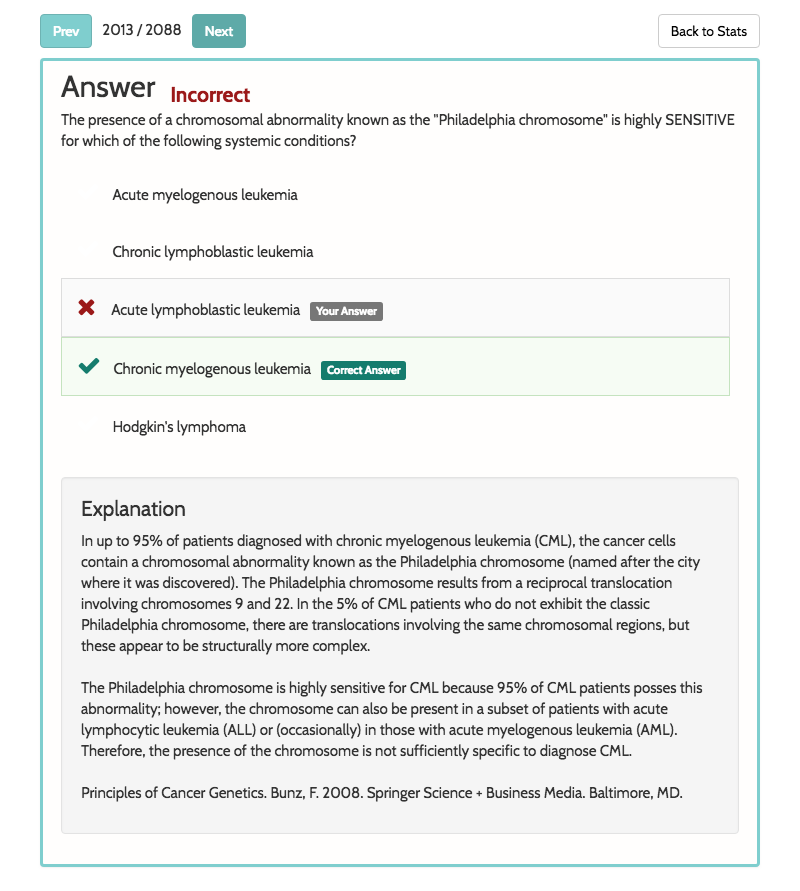 Prev 2013 / 2088 Next Back to Stats
Answer Incorrect
The presence of a chromosomal abnormality known as the "Philadelphia chromosome" is highly SENSITIVE
for which of the following systemic conditions?
Acute myelogenous leukemia
Chronic lymphoblastic leukemia
Acute lymphoblastic leukemia Your Answer
Chronic myelogenous leukemia Correct Answer
Hodgkin's lymphoma
Explanation
In up to 95% of patients diagnosed with chronic myelogenous leukemia (CML), the cancer cells
contain a chromosomal abnormality known as the Philadelphia chromosome (named after the city
where it was discovered). The Philadelphia chromosome results from a reciprocal translocation
involving chromosomes 9 and 22. In the 5% of CML patients who do not exhibit the classic
Philadelphia chromosome, there are translocations involving the same chromosomal regions, but
these appear to be structurally more complex.
The Philadelphia chromosome is highly sensitive for CML because 95% of CML patients posses this
abnormality; however, the chromosome can also be present in a subset of patients with acute
lymphocytic leukemia (ALL) or (occasionally) in those with acute myelogenous leukemia (AML).
Therefore, the presence of the chromosome is not sufficiently specific to diagnose CML.
Principles of Cancer Genetics. Bunz, F. 2008. Springer Science + Business Media. Baltimore, MD.